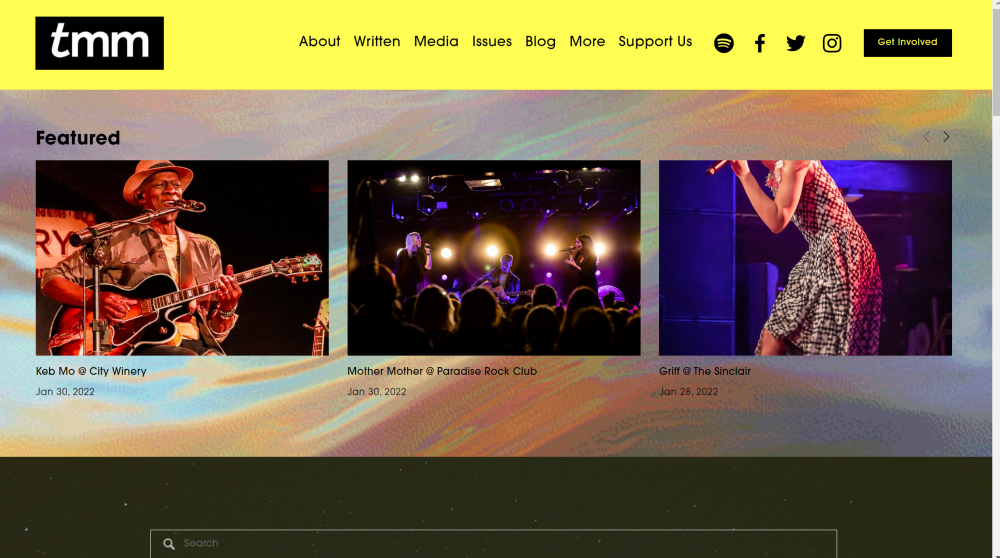 tmm
About Written Media Issues Blog More Support Us Get Involved
Featured
RY
Keb Mo @ City Winery
Mother Mother @ Paradise Rock Club
Griff @ The Sinclair
Jan 30, 2022
Jan 30, 2022
Jan 28, 2022
Search